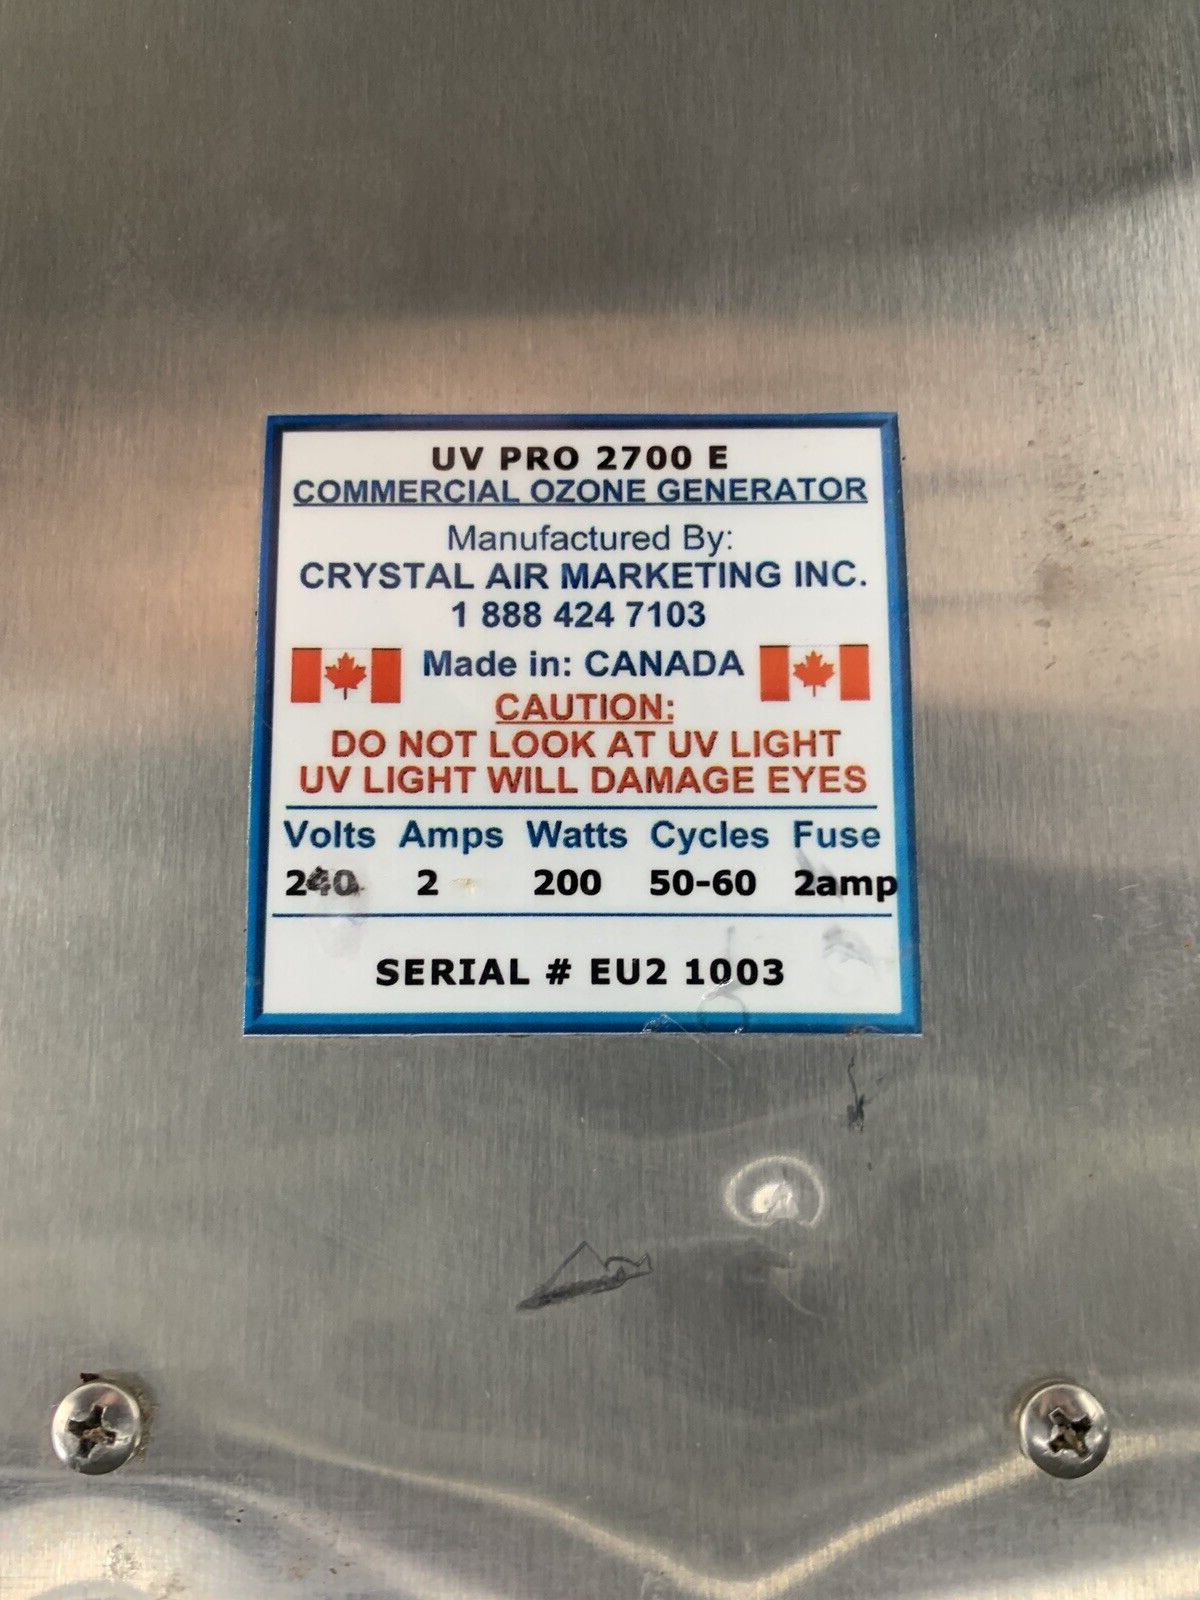 UV PRO 2700 E
COMMERCIAL OZONE GENERATOR
Manufactured By:
CRYSTAL AIR MARKETING INC.
1 888 424 7103
Made in: CANADA
CAUTION:
DO NOT LOOK AT UV LIGHT
UV LIGHT WILL DAMAGE EYES
Volts Amps Watts Cycles Fuse
240 2 200 50-60 2amp
SERIAL # EU2 1003